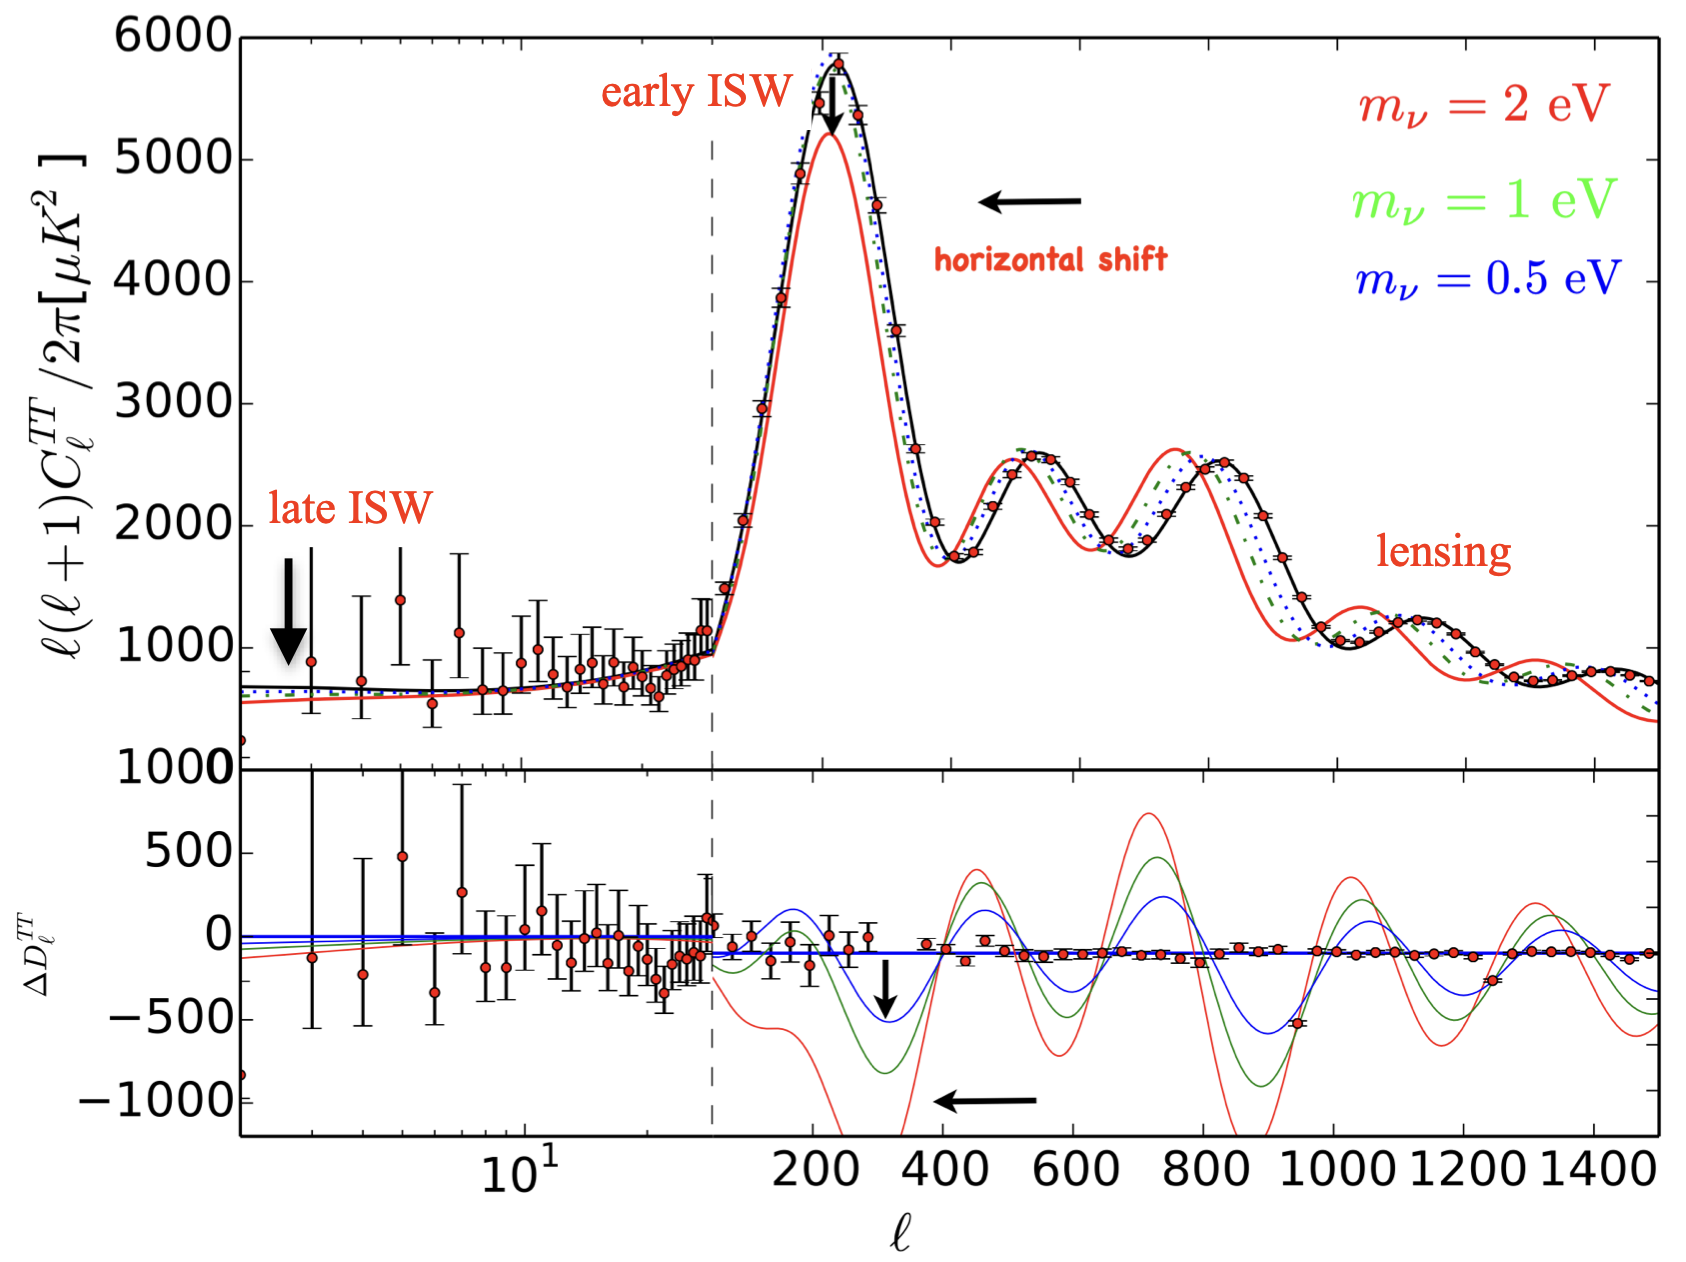 6000
5000
4000
3000
2000
1000
0
ℓ(ℓ + 1)C_ℓ^{TT}/2π[μK²]
early ISW
late ISW
horizontal shift
lensing
m_ν = 2 eV
m_ν = 1 eV
m_ν = 0.5 eV
1000
500
0
−500
−1000
ΔD_ℓ^{TT}
10¹ 200 400 600 800 1000 1200 1400
ℓ